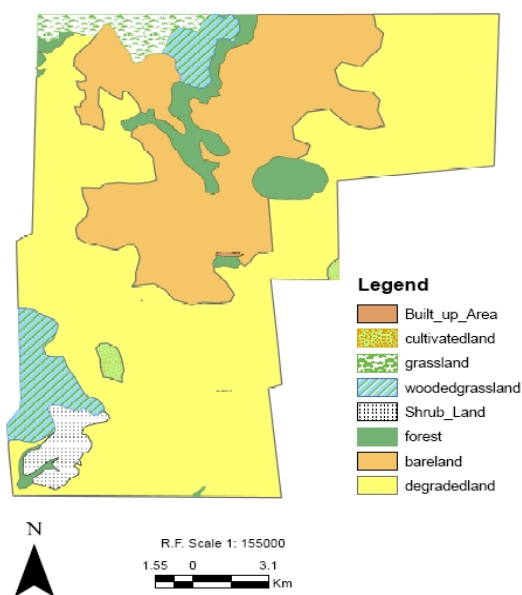 Legend
Built_up_Area
cultivatedland
grassland
woodedgrassland
Shrub_Land
forest
bareland
degradedland
N
R.F. Scale 1: 155000
1.55 0 3.1
Km